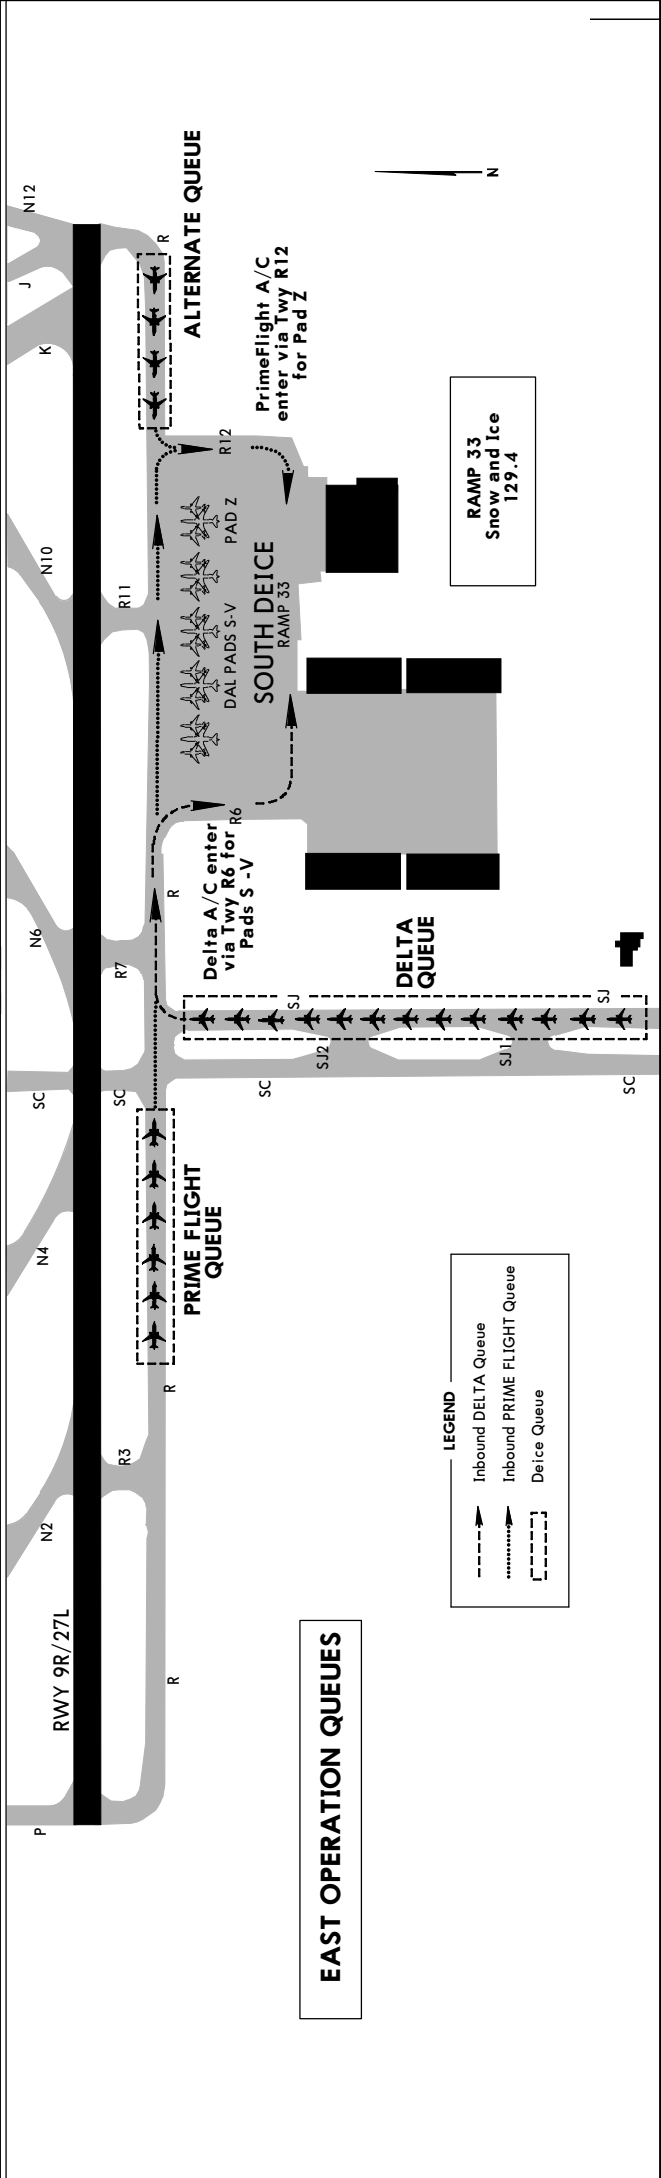 EAST OPERATION QUEUES
RWY 9R/27L
P
N2
N4
SC
N6
N10
K
J
N12
R3
SC
R7
R11
R
R
R
R
PRIME FLIGHT
QUEUE
ALTERNATE QUEUE
Delta A/C enter
via Twy R6 for
Pads S -V
R6
DAL PADS S-V
PAD Z
SOUTH DEICE
RAMP 33
R12
PrimeFlight A/C
enter via Twy R12
for Pad Z
SC
SJ2
SJ
DELTA
QUEUE
SJ1
SJ
SC
N
RAMP 33
Snow and Ice
129.4
LEGEND
Inbound DELTA Queue
Inbound PRIME FLIGHT Queue
Deice Queue